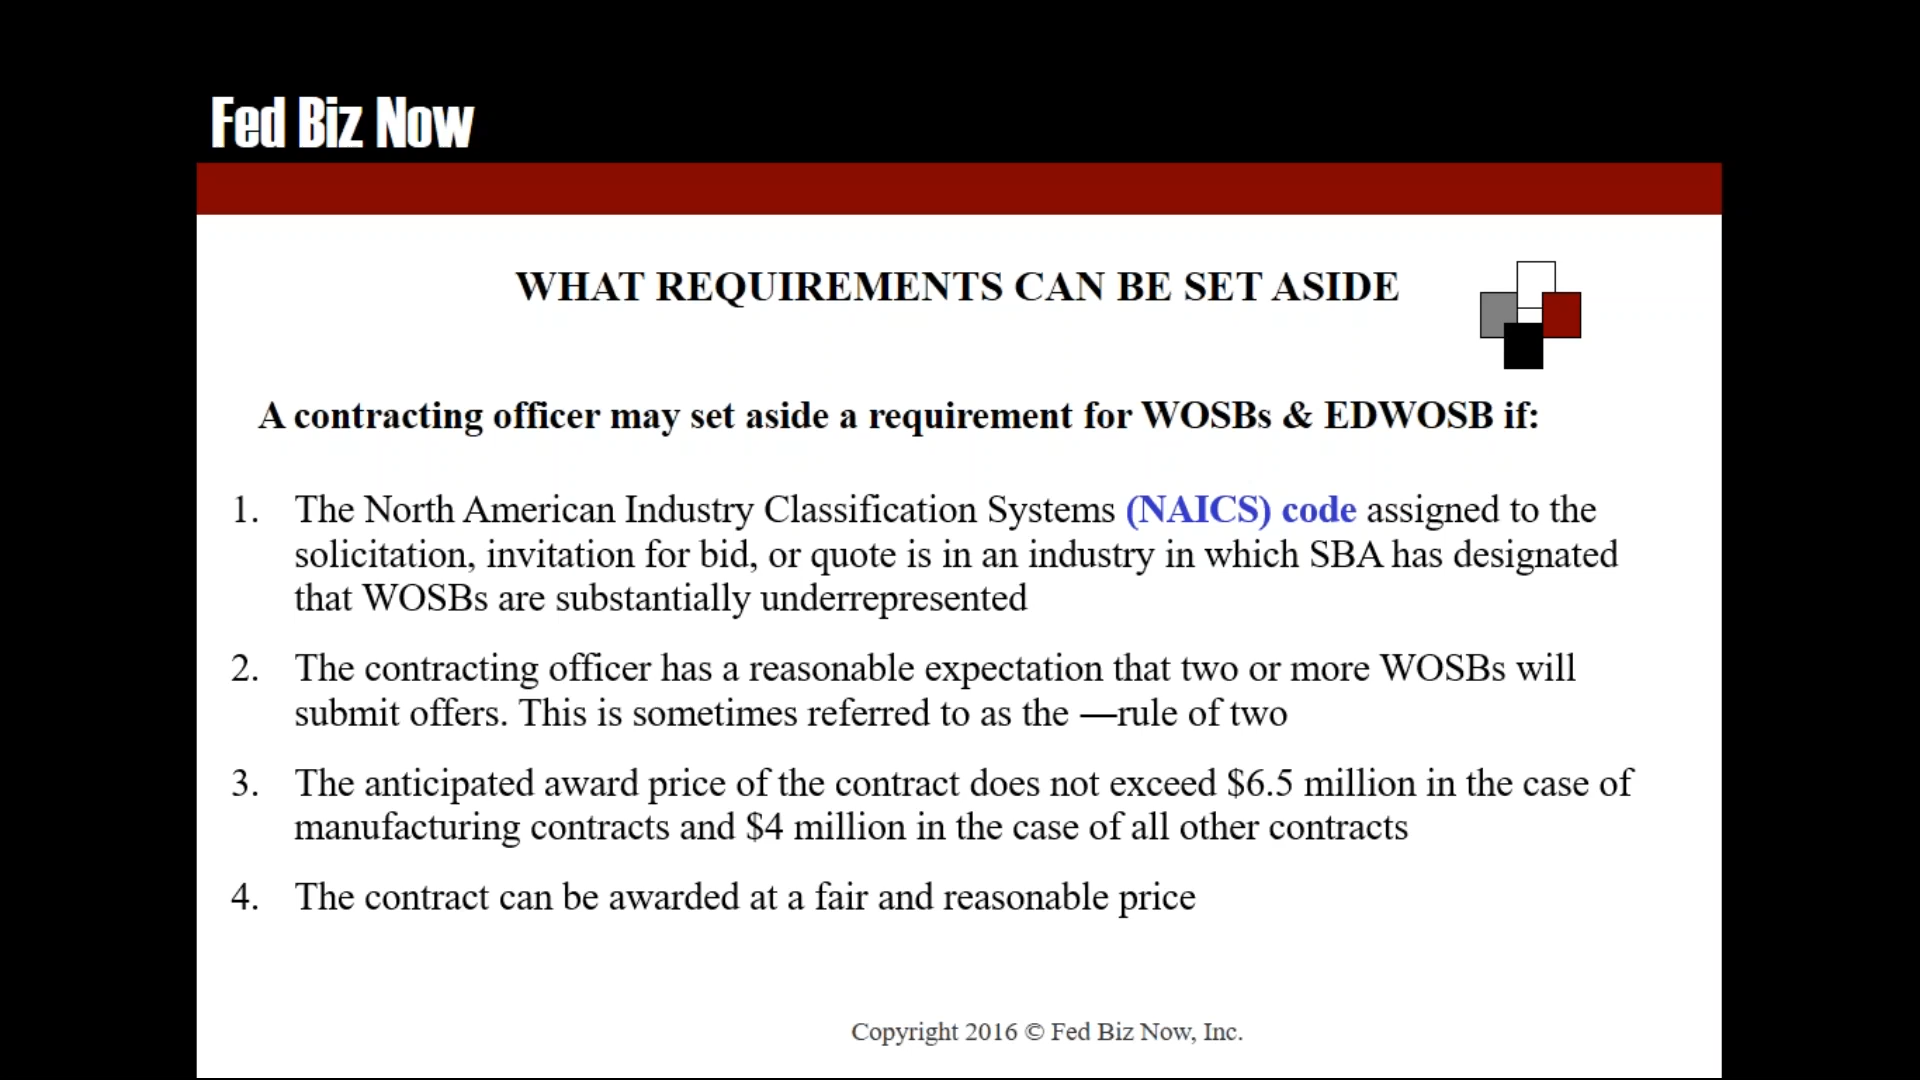 Fed Biz Now
WHAT REQUIREMENTS CAN BE SET ASIDE
A contracting officer may set aside a requirement for WOSBs & EDWOSB if:
1. The North American Industry Classification Systems (NAICS) code assigned to the
solicitation, invitation for bid, or quote is in an industry in which SBA has designated
that WOSBs are substantially underrepresented
2. The contracting officer has a reasonable expectation that two or more WOSBs will
submit offers. This is sometimes referred to as the —rule of two
3. The anticipated award price of the contract does not exceed $6.5 million in the case of
manufacturing contracts and $4 million in the case of all other contracts
4. The contract can be awarded at a fair and reasonable price
Copyright 2016 © Fed Biz Now, Inc.